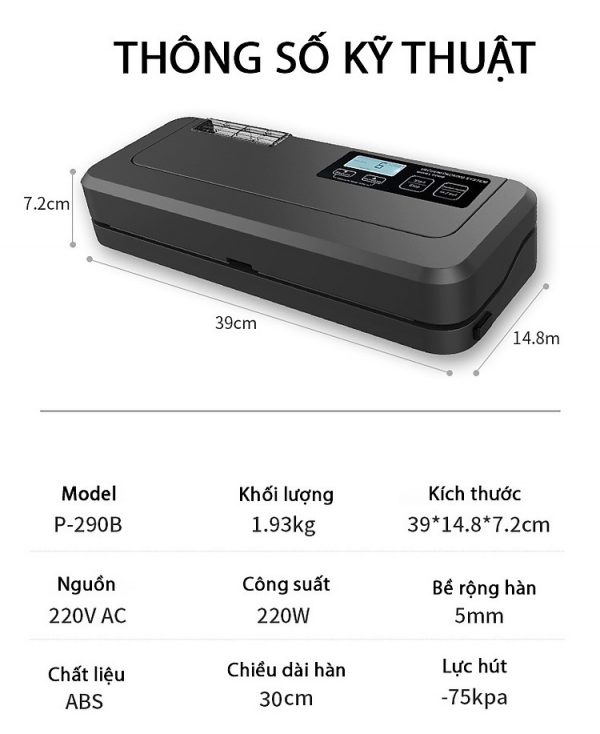 THÔNG SỐ KỸ THUẬT
7.2cm
39cm
14.8m
Model
Khối lượng
Kích thước
P-290B
1.93kg
39*14.8*7.2cm
Nguồn
Công suất
Bề rộng hàn
220V AC
220W
5mm
Chất liệu
Chiều dài hàn
Lực hút
ABS
30cm
-75kpa